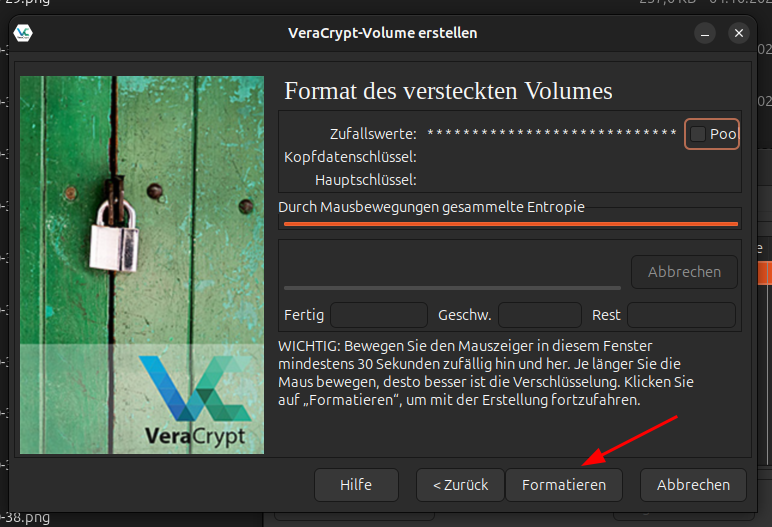 29.png
VeraCrypt-Volume erstellen
Format des versteckten Volumes
Zufallswerte: ****************************
Poo
Kopfdatenschlüssel:
Hauptschlüssel:
Durch Mausbewegungen gesammelte Entropie
Abbrechen
Fertig
Geschw.
Rest
WICHTIG: Bewegen Sie den Mauszeiger in diesem Fenster
mindestens 30 Sekunden zufällig hin und her. Je länger Sie die
Maus bewegen, desto besser ist die Verschlüsselung. Klicken Sie
auf „Formatieren“, um mit der Erstellung fortzufahren.
VeraCrypt
Hilfe
< Zurück
Formatieren
Abbrechen
-38.png